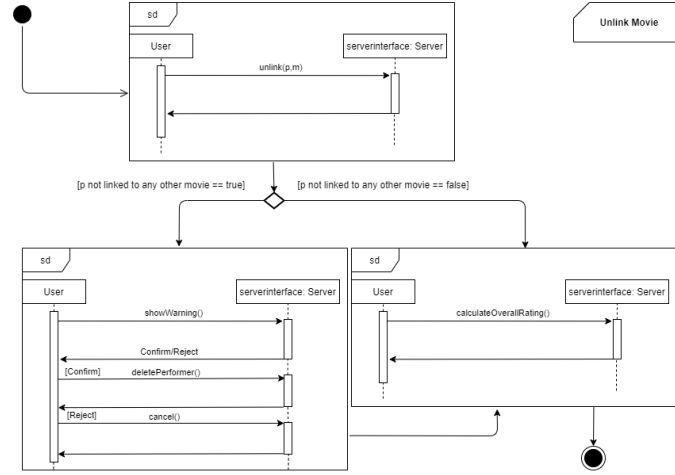 sd
Unlink Movie
User
serverinterface: Server
unlink(p,m)
[p not linked to any other movie == true]
[p not linked to any other movie == false]
sd
User
serverinterface: Server
showWarning()
Confirm/Reject
[Confirm] deletePerformer()
[Reject] cancel()
sd
User
serverinterface: Server
calculateOverallRating()